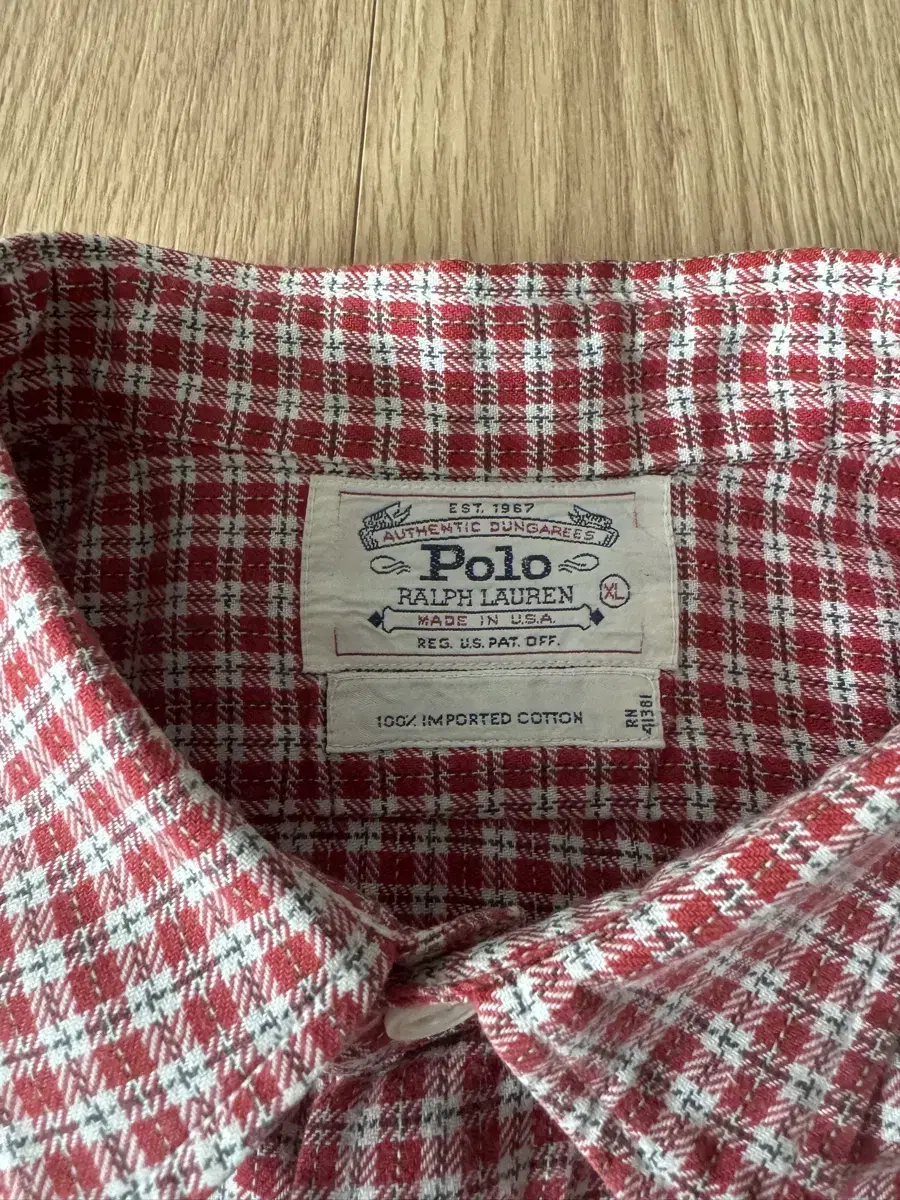 EST. 1967
AUTHENTIC DUNGAREES
Polo
RALPH LAUREN
XL
MADE IN U.S.A.
REG. U.S. PAT. OFF.
100% IMPORTED COTTON
RN
41381